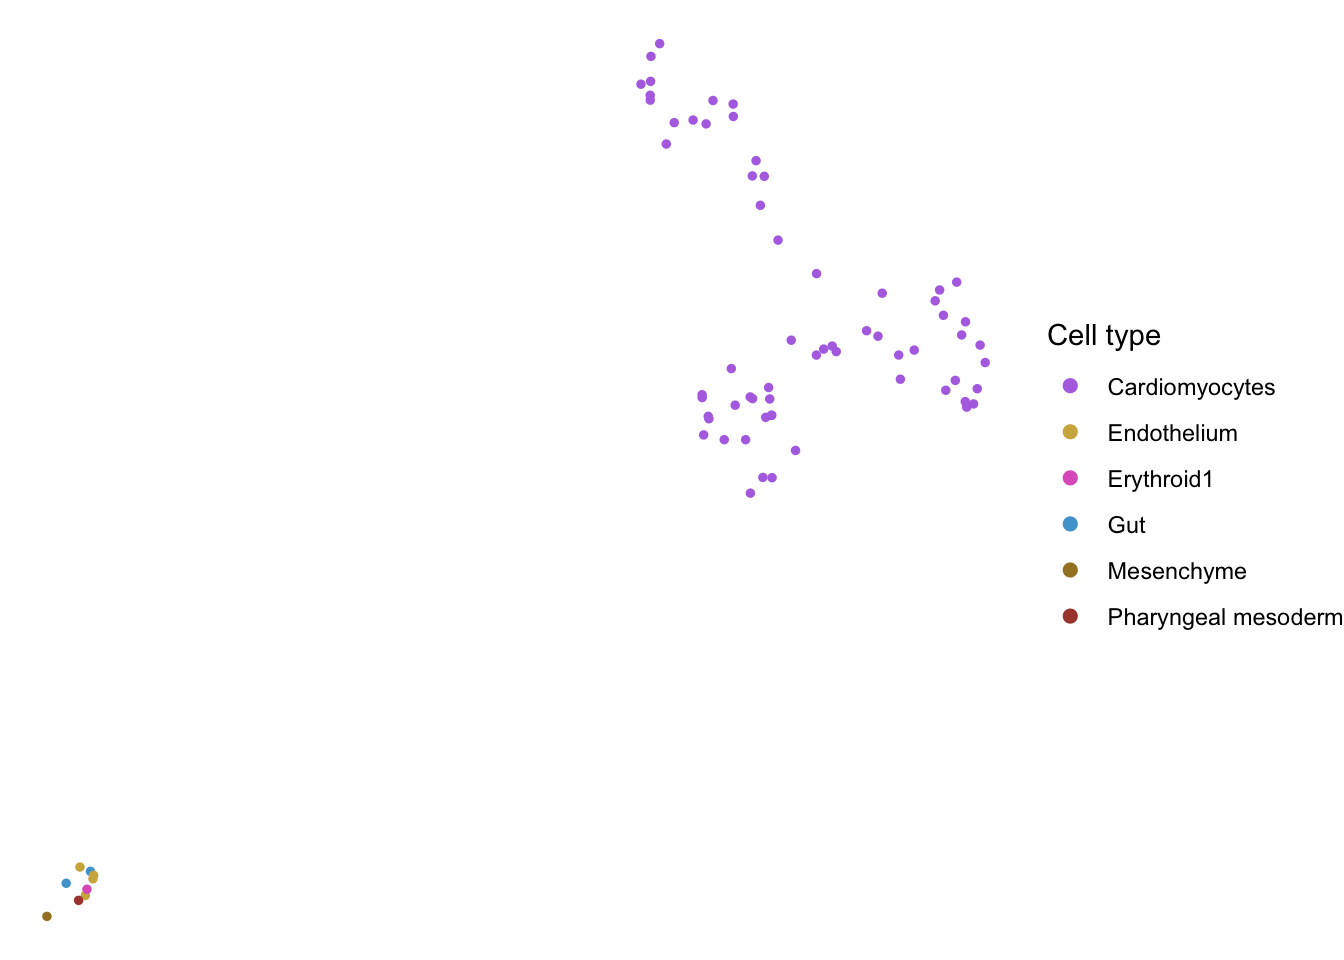 Cell type
Cardiomyocytes
Endothelium
Erythroid1
Gut
Mesenchyme
Pharyngeal mesoderm